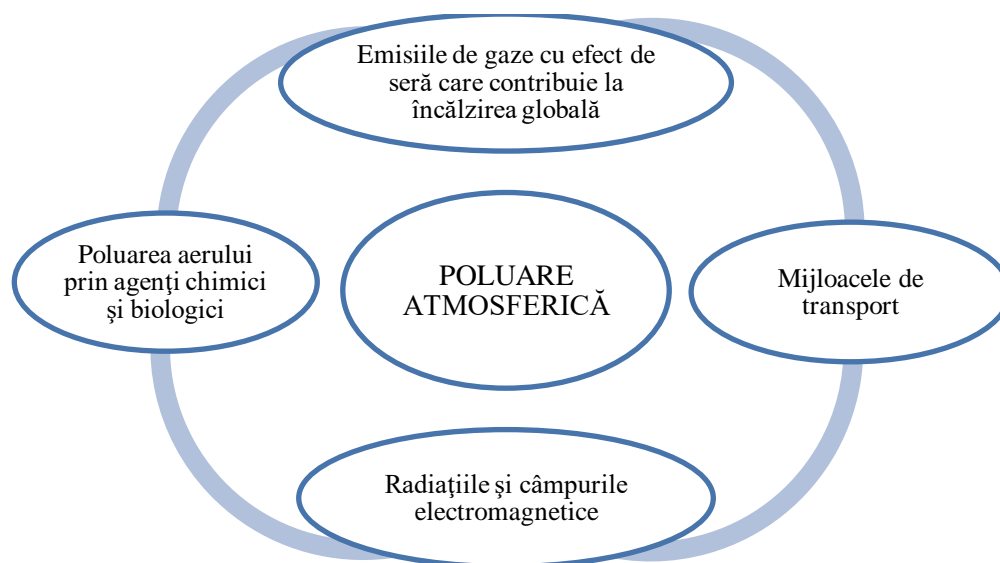 Emisiile de gaze cu efect de
seră care contribuie la
încălzirea globală
Poluarea aerului
prin agenţi chimici
şi biologici
POLUARE
ATMOSFERICĂ
Mijloacele de
transport
Radiaţiile şi câmpurile
electromagnetice